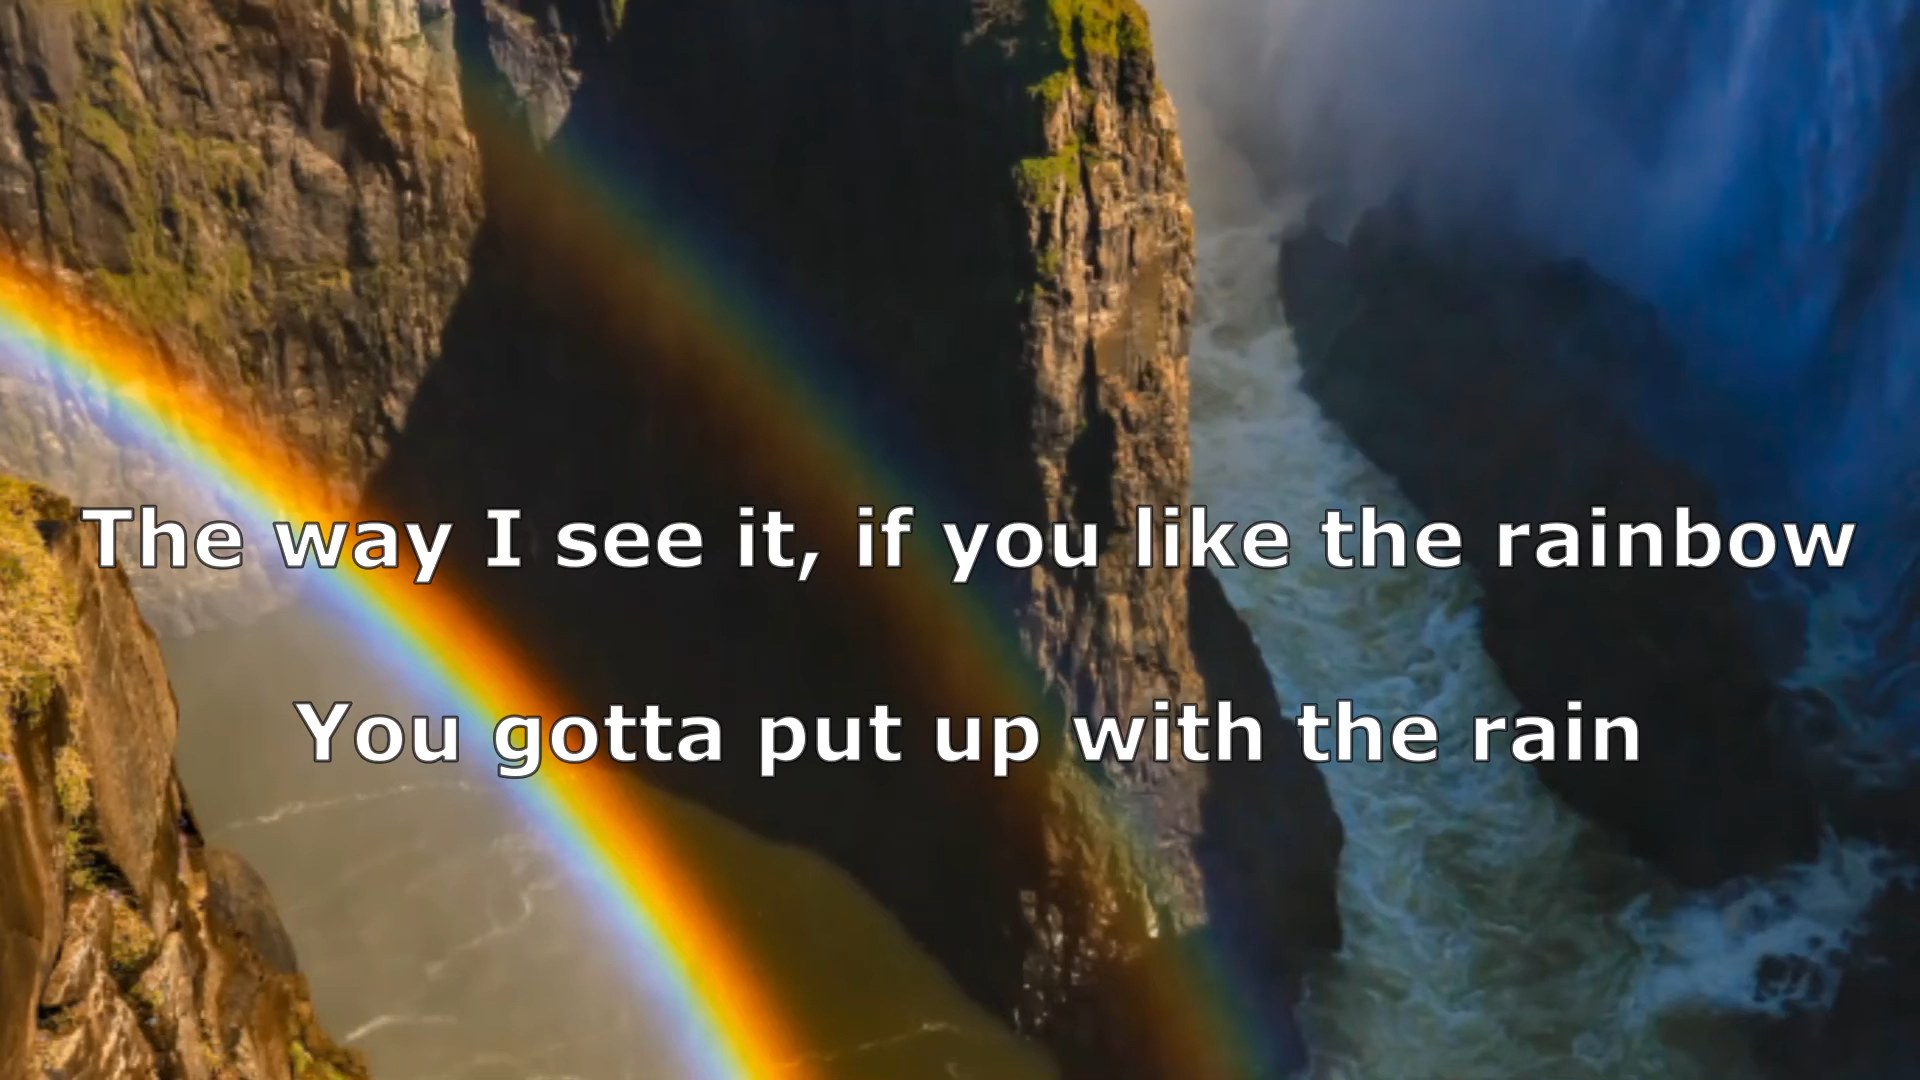 The way I see it, if you like the rainbow
You gotta put up with the rain